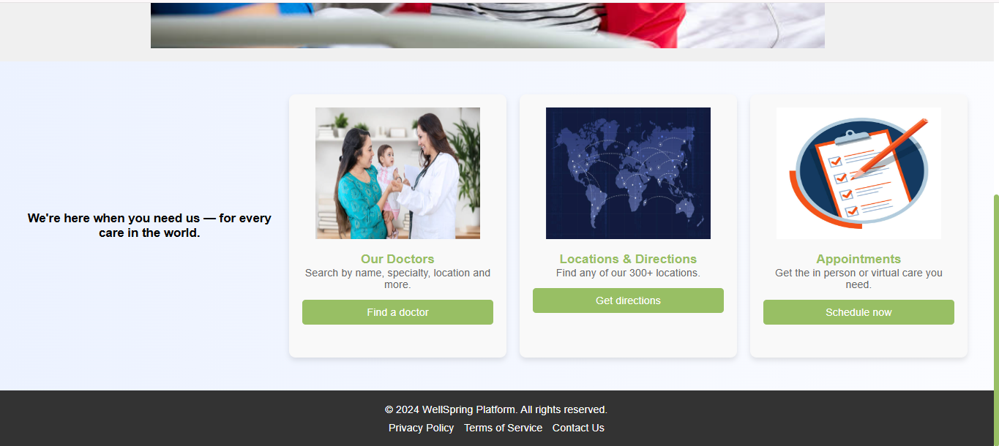 We're here when you need us — for every
care in the world.
Our Doctors
Search by name, specialty, location and
more.
Find a doctor
Locations & Directions
Find any of our 300+ locations.
Get directions
Appointments
Get the in person or virtual care you
need.
Schedule now
© 2024 WellSpring Platform. All rights reserved.
Privacy Policy Terms of Service Contact Us